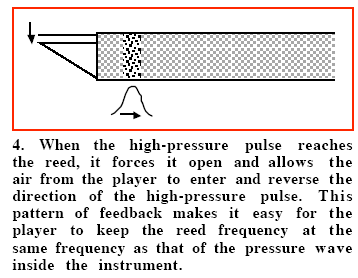 4. When the high-pressure pulse reaches
the reed, it forces it open and allows the
air from the player to enter and reverse the
direction of the high-pressure pulse. This
pattern of feedback makes it easy for the
player to keep the reed frequency at the
same frequency as that of the pressure wave
inside the instrument.